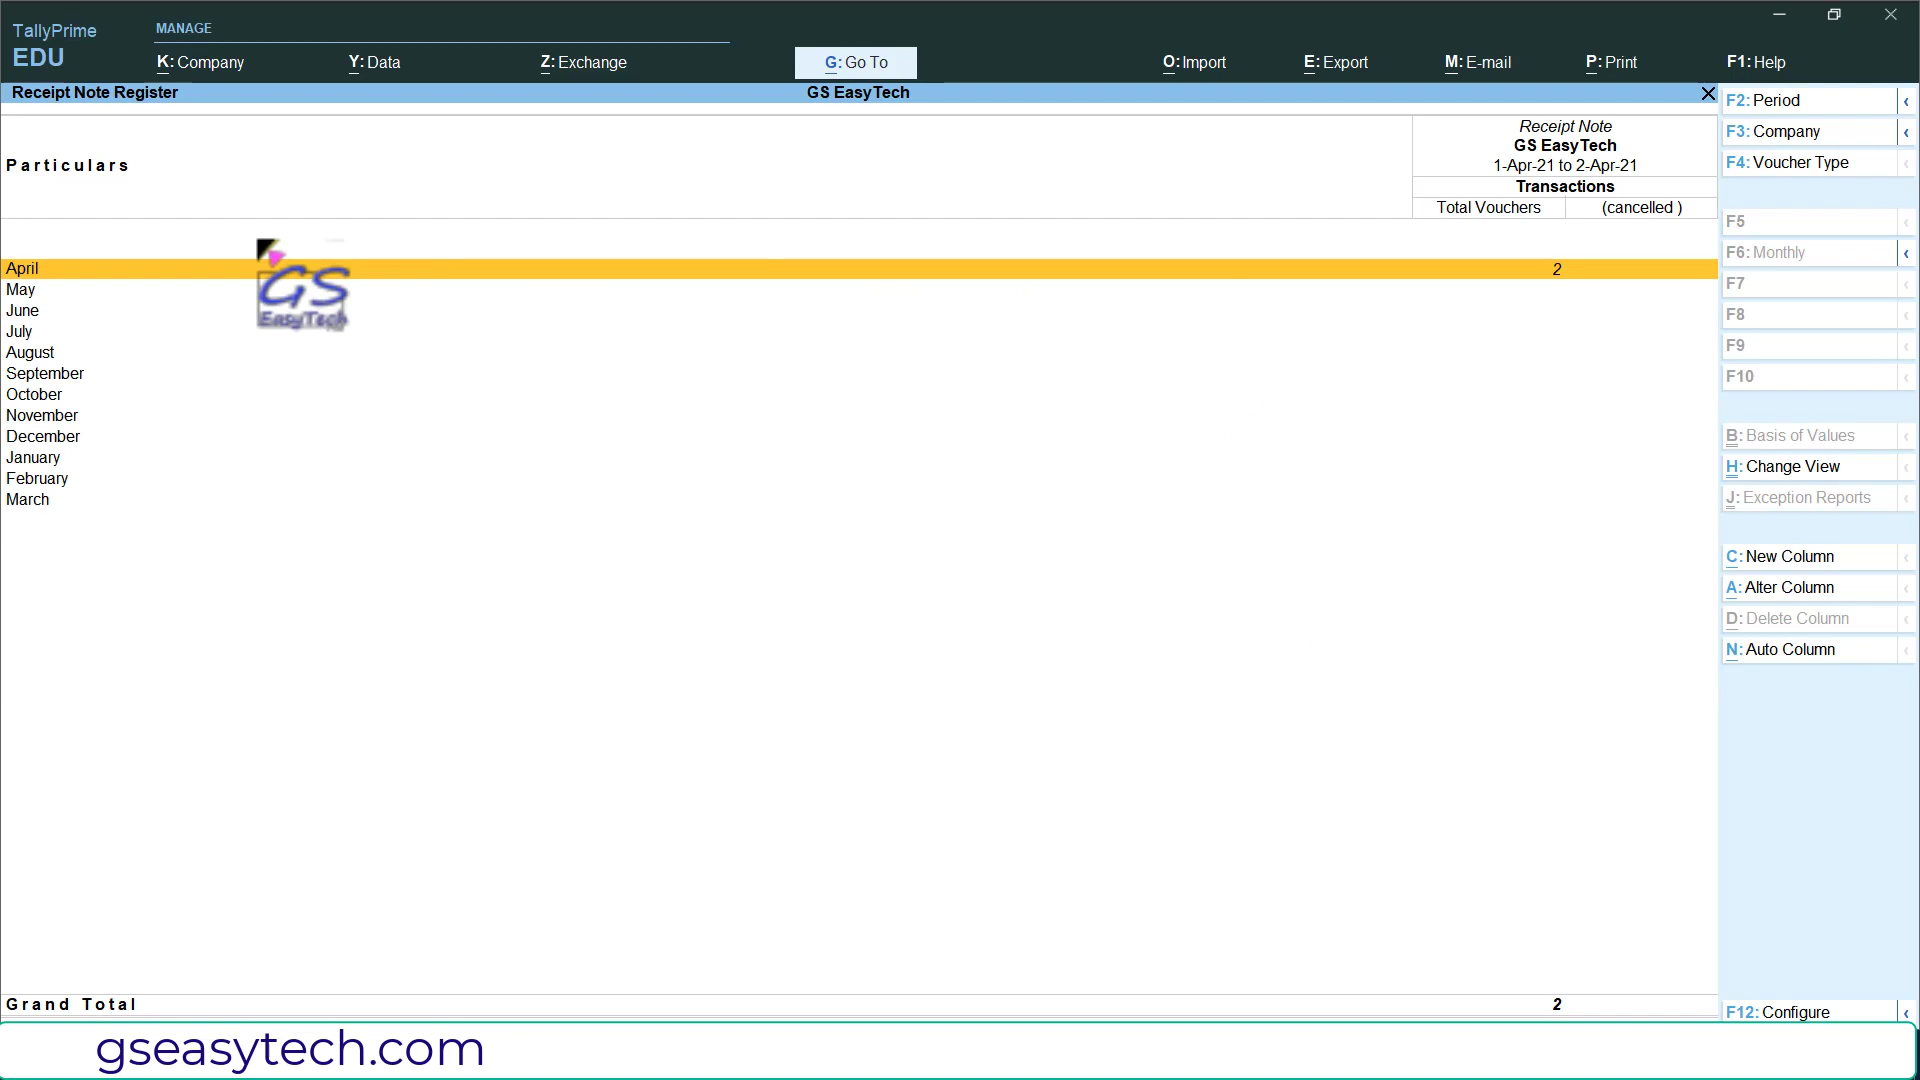 TallyPrime
EDU
MANAGE
K: Company
Y: Data
Z: Exchange
G: Go To
O: Import
E: Export
M: E-mail
P: Print
F1: Help
Receipt Note Register
GS EasyTech
Particulars
Receipt Note
GS EasyTech
1-Apr-21 to 2-Apr-21
Transactions
Total Vouchers
(cancelled )
April 2
May
June
July
August
September
October
November
December
January
February
March
GS
EasyTech
Grand Total 2
F2: Period
F3: Company
F4: Voucher Type
F5
F6: Monthly
F7
F8
F9
F10
B: Basis of Values
H: Change View
J: Exception Reports
C: New Column
A: Alter Column
D: Delete Column
N: Auto Column
F12: Configure
gseasytech.com